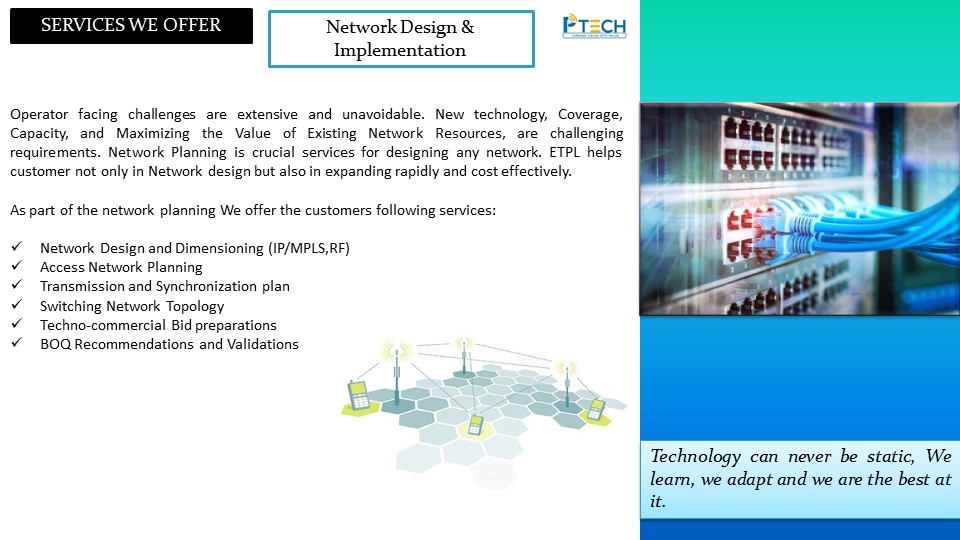 SERVICES WE OFFER
Network Design &
Implementation
PTECH
Operator facing challenges are extensive and unavoidable. New technology, Coverage,
Capacity, and Maximizing the Value of Existing Network Resources, are challenging
requirements. Network Planning is crucial services for designing any network. ETPL helps
customer not only in Network design but also in expanding rapidly and cost effectively.
As part of the network planning We offer the customers following services:
✓ Network Design and Dimensioning (IP/MPLS,RF)
✓ Access Network Planning
✓ Transmission and Synchronization plan
✓ Switching Network Topology
✓ Techno-commercial Bid preparations
✓ BOQ Recommendations and Validations
Technology can never be static, We
learn, we adapt and we are the best at
it.